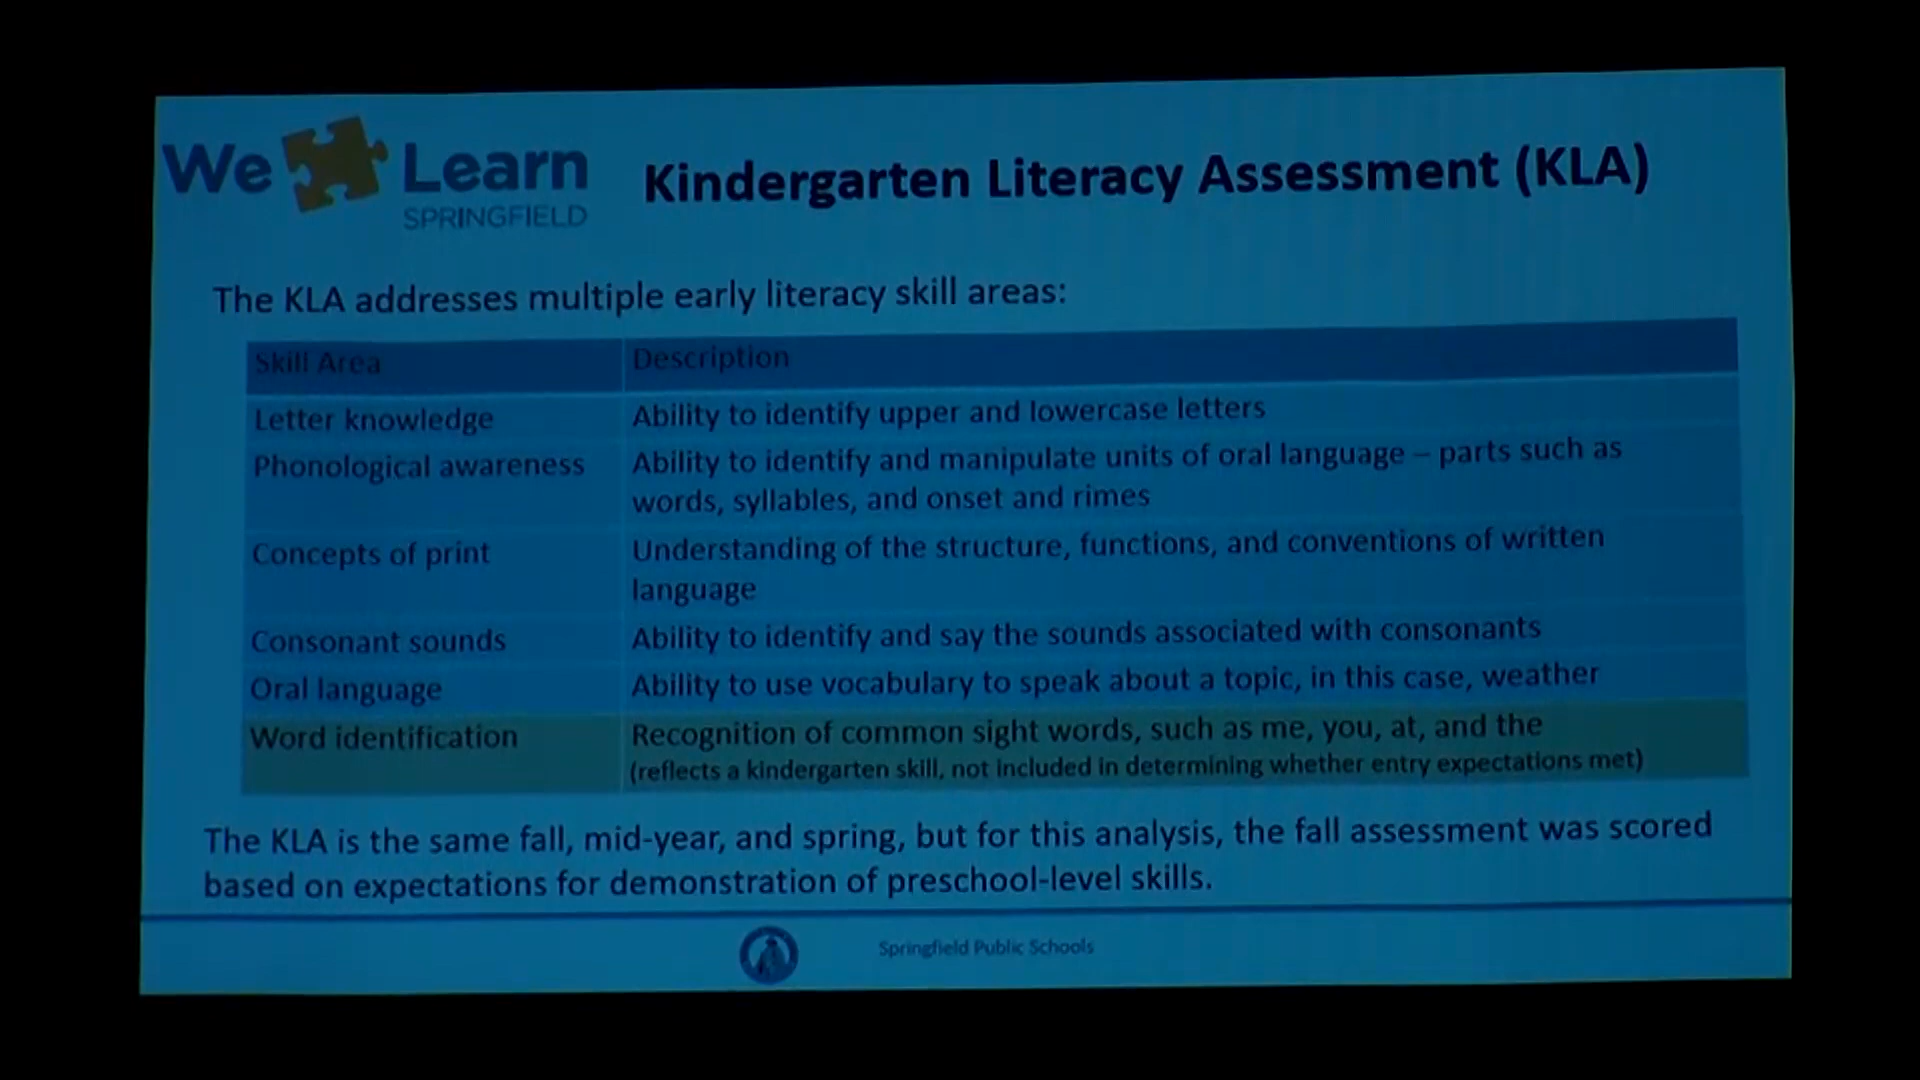 We Learn
SPRINGFIELD
Kindergarten Literacy Assessment (KLA)
The KLA addresses multiple early literacy skill areas:
Skill Area Description
Letter knowledge Ability to identify upper and lowercase letters
Phonological awareness Ability to identify and manipulate units of oral language – parts such as
words, syllables, and onset and rimes
Concepts of print Understanding of the structure, functions, and conventions of written
language
Consonant sounds Ability to identify and say the sounds associated with consonants
Oral language Ability to use vocabulary to speak about a topic, in this case, weather
Word identification Recognition of common sight words, such as me, you, at, and the
(reflects a kindergarten skill, not included in determining whether entry expectations met)
The KLA is the same fall, mid-year, and spring, but for this analysis, the fall assessment was scored
based on expectations for demonstration of preschool-level skills.
Springfield Public Schools